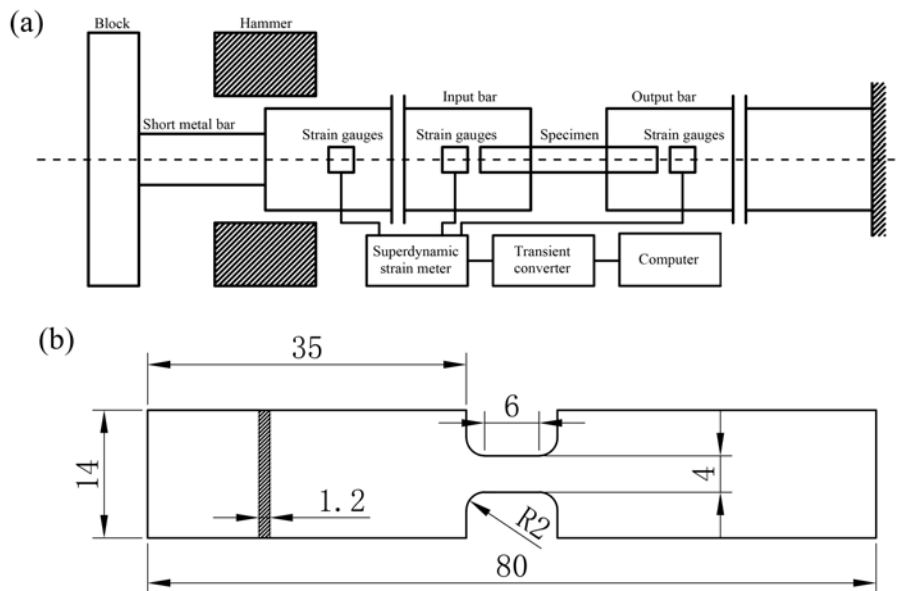 (a)
Block
Hammer
Input bar
Output bar
Short metal bar
Strain gauges
Strain gauges
Specimen
Strain gauges
Superdynamic
strain meter
Transient
converter
Computer
(b)
35
6
14
1.2
4
R2
80